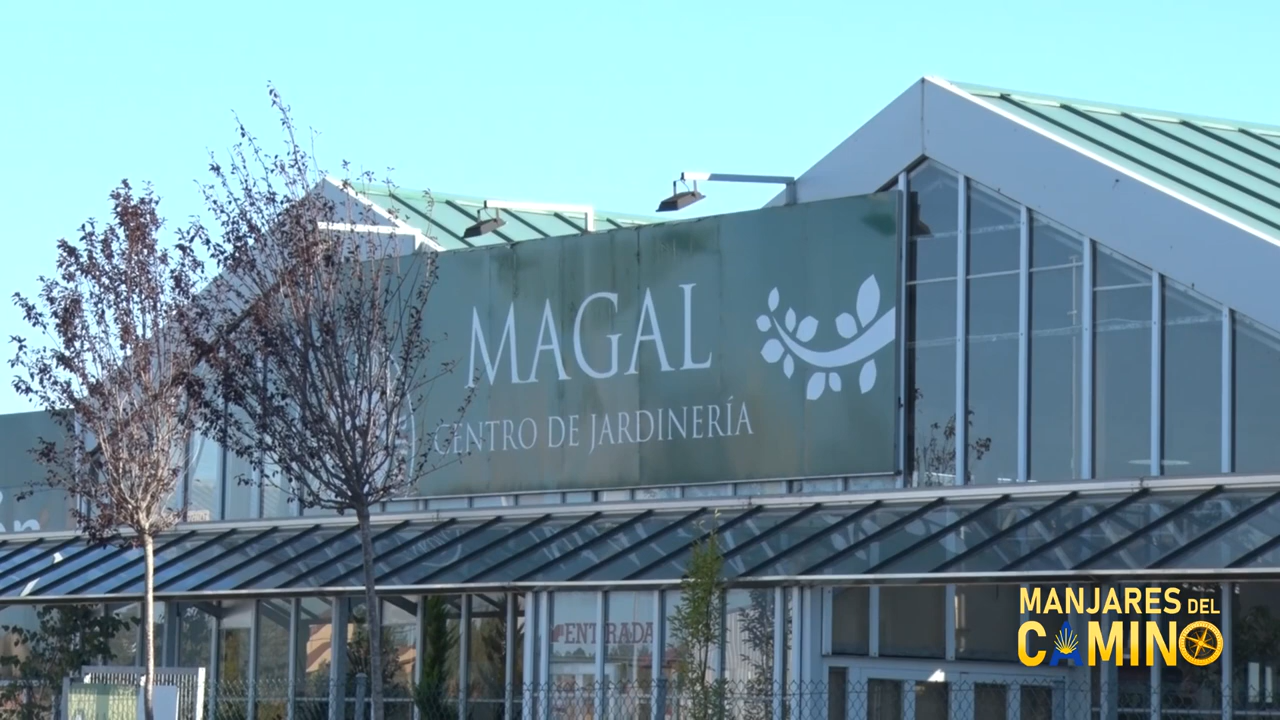 MAGAL
CENTRO DE JARDINERÍA
ENTRADA
MANJARES DEL
CAMINO